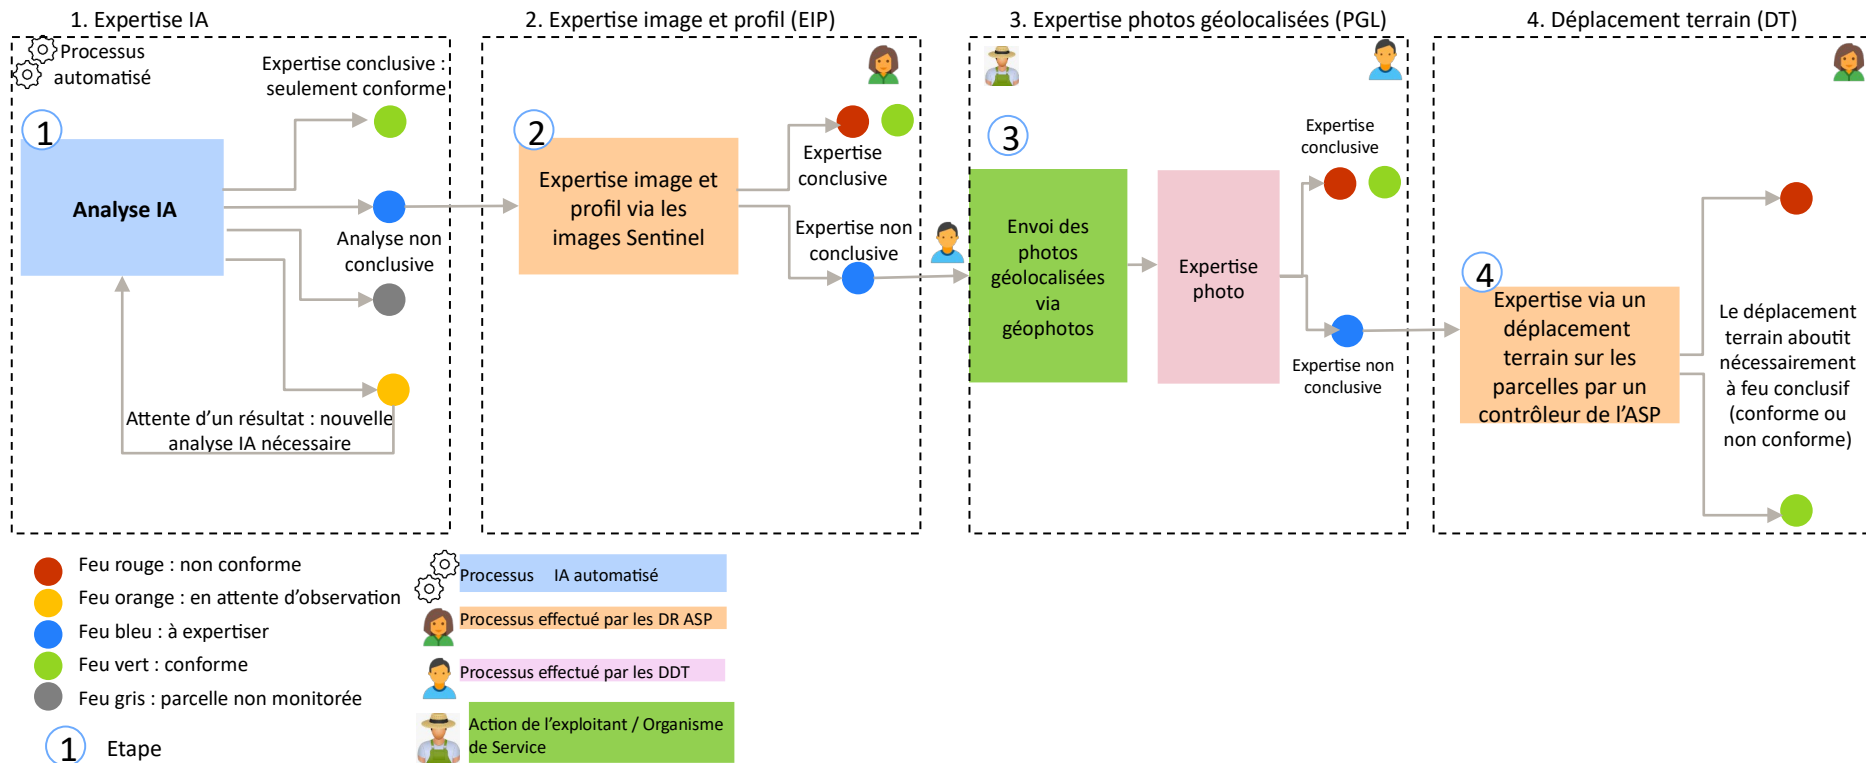 1. Expertise IA
2. Expertise image et profil (EIP)
3. Expertise photos géolocalisées (PGL)
4. Déplacement terrain (DT)
Processus
automatisé
Expertise conclusive :
seulement conforme
1
Analyse IA
Analyse non
conclusive
Attente d'un résultat : nouvelle
analyse IA nécessaire
2
Expertise image et
profil via les
images Sentinel
Expertise
conclusive
Expertise non
conclusive
3
Envoi des
photos
géolocalisées
via
géophotos
Expertise
photo
Expertise
conclusive
Expertise non
conclusive
4
Expertise via un
déplacement
terrain sur les
parcelles par un
contrôleur de l'ASP
Le déplacement
terrain aboutit
nécessairement
à feu conclusif
(conforme ou
non conforme)
Feu rouge : non conforme
Feu orange : en attente d'observation
Feu bleu : à expertiser
Feu vert : conforme
Feu gris : parcelle non monitorée
1 Etape
Processus IA automatisé
Processus effectué par les DR ASP
Processus effectué par les DDT
Action de l'exploitant / Organisme
de Service